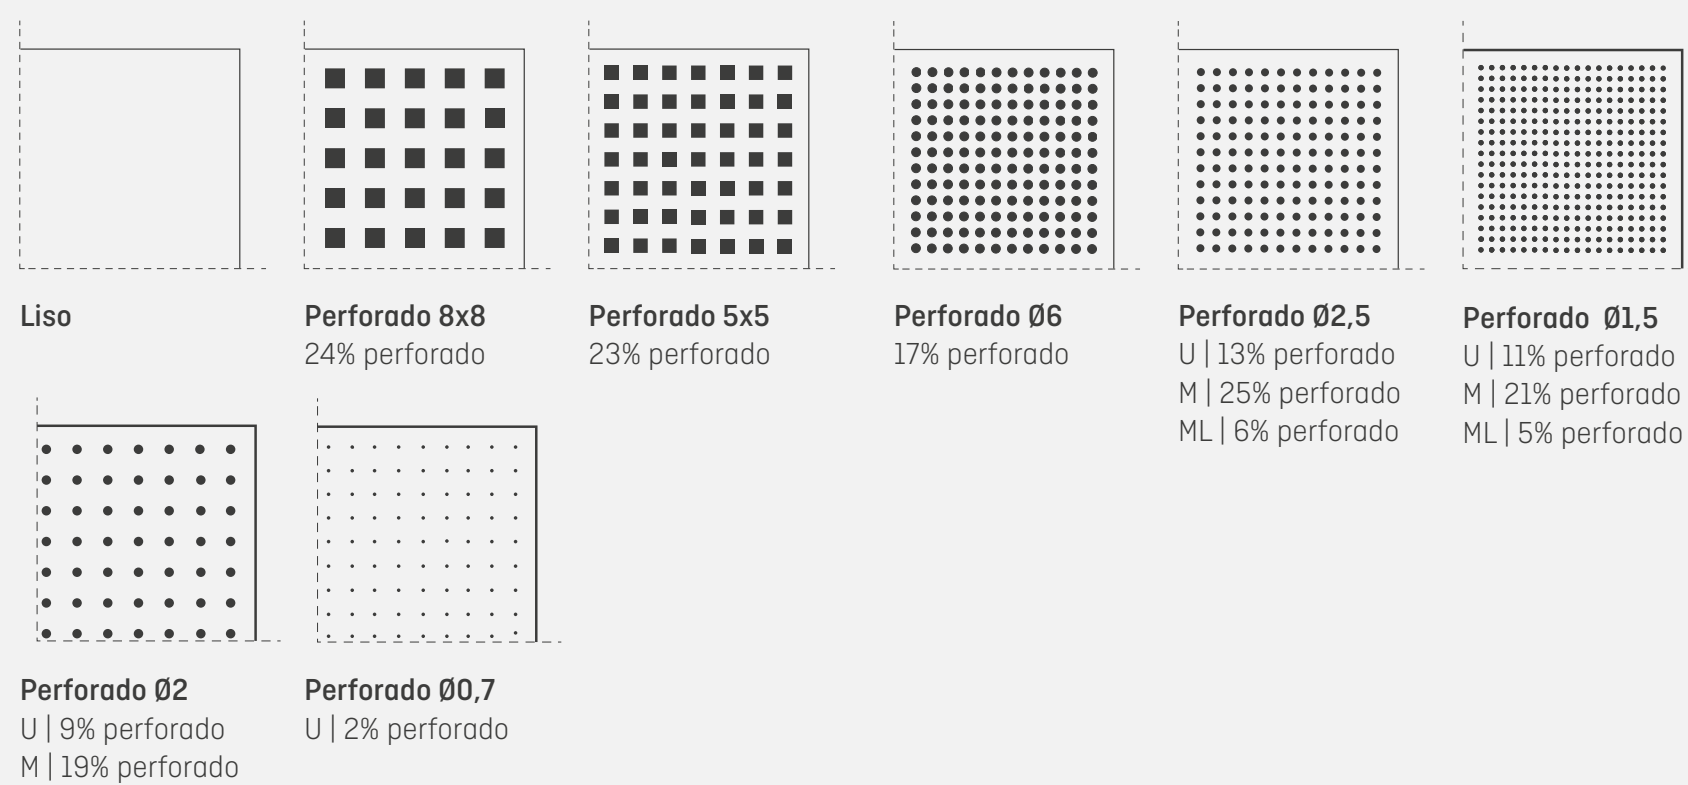 Liso
Perforado 8x8
24% perforado
Perforado 5x5
23% perforado
Perforado Ø6
17% perforado
Perforado Ø2,5
U | 13% perforado
M | 25% perforado
ML | 6% perforado
Perforado Ø1,5
U | 11% perforado
M | 21% perforado
ML | 5% perforado
Perforado Ø2
U | 9% perforado
M | 19% perforado
Perforado Ø0,7
U | 2% perforado